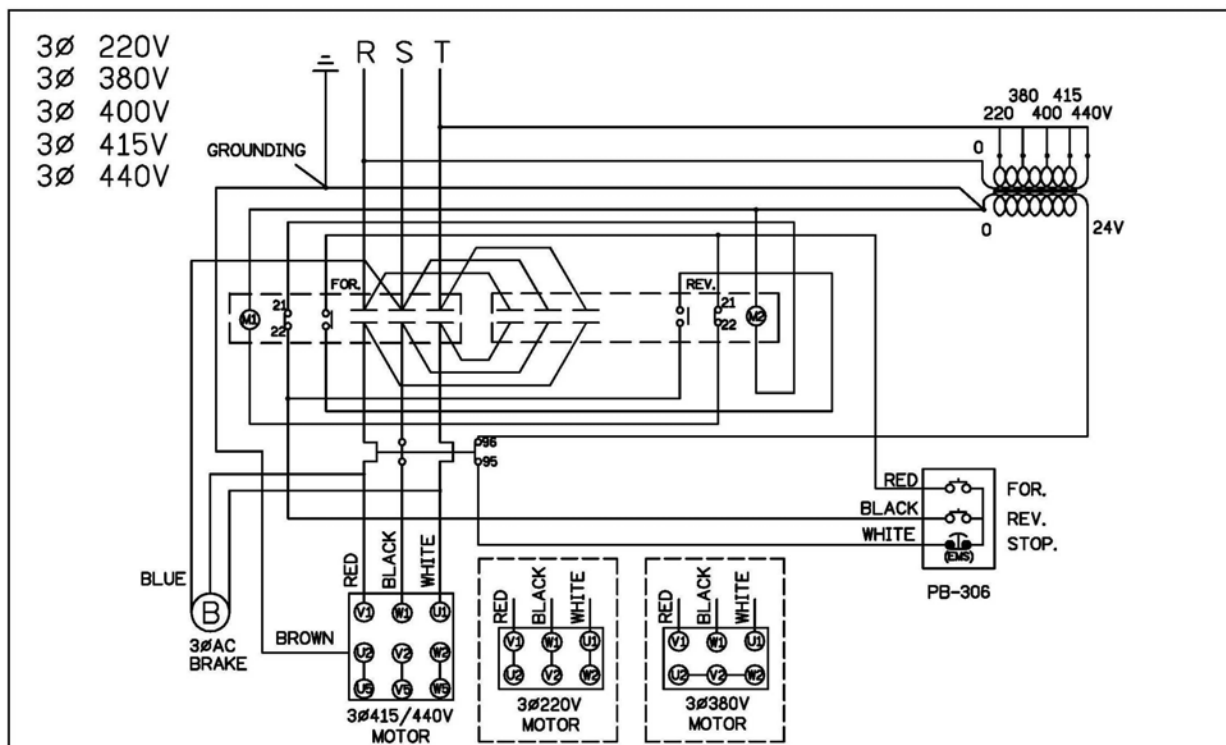 3Ø 220V
3Ø 380V
3Ø 400V
3Ø 415V
3Ø 440V
R S T
380 415
220 400 440V
0
GROUNDING
0
24V
FOR.
REV.
M1
21
22
21
22
M2
96
95
RED
FOR.
BLACK
REV.
WHITE
STOP.
(EMS)
PB-306
BLUE
B
3ØAC
BRAKE
BROWN
RED
BLACK
WHITE
V1 W1 U1
U2 V2 W2
U5 V5 W5
3Ø415/440V
MOTOR
RED
BLACK
WHITE
V1 W1 U1
U2 V2 W2
3Ø220V
MOTOR
RED
BLACK
WHITE
V1 W1 U1
U2 V2 W2
3Ø380V
MOTOR